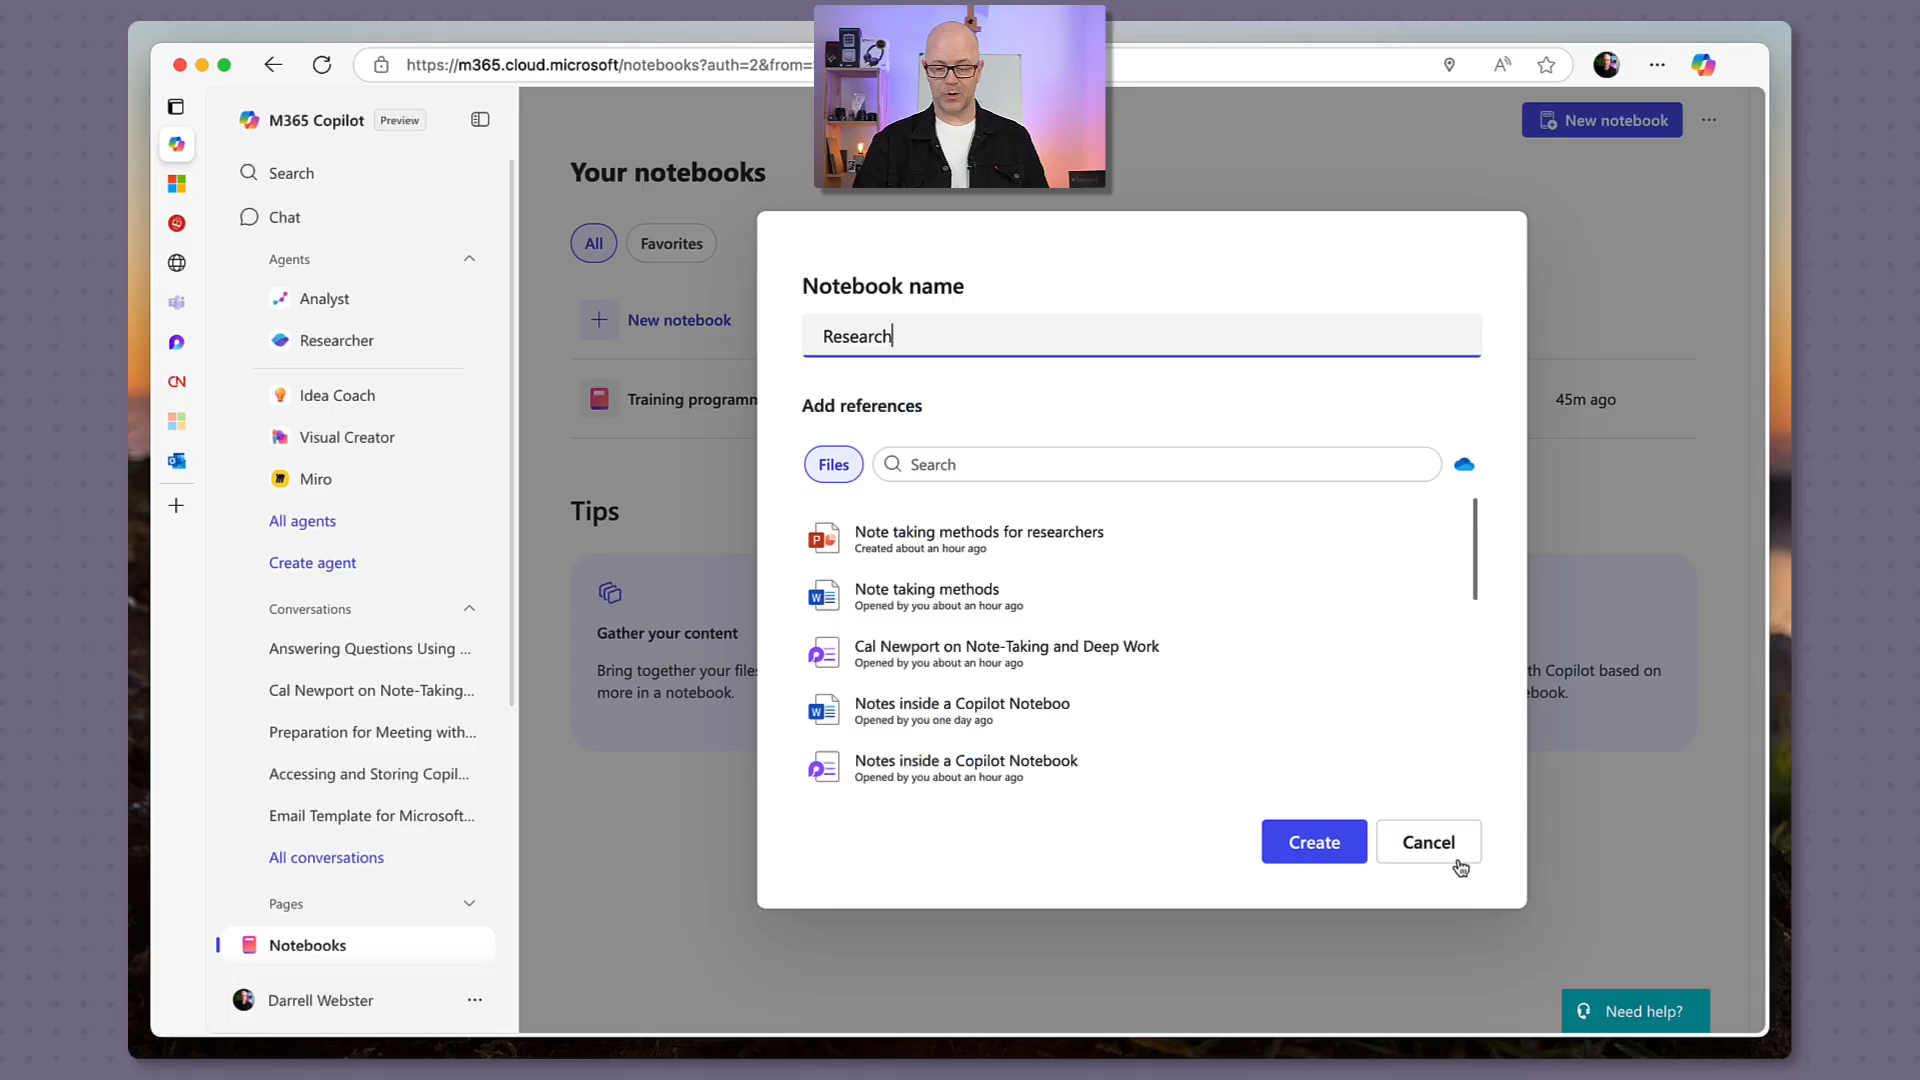 https://m365.cloud.microsoft/notebooks?auth=2&from=
M365 Copilot
Preview
Search
Chat
Agents
Analyst
Researcher
Idea Coach
Visual Creator
Miro
All agents
Create agent
Conversations
Answering Questions Using ...
Cal Newport on Note-Taking...
Preparation for Meeting with...
Accessing and Storing Copil...
Email Template for Microsoft...
All conversations
Pages
Notebooks
Darrell Webster
CN
New notebook
Your notebooks
All
Favorites
New notebook
Training programm
45m ago
Tips
Gather your content
Bring together your files
more in a notebook.
th Copilot based on
ebook.
Notebook name
Research
Add references
Files
Search
Note taking methods for researchers
Created about an hour ago
Note taking methods
Opened by you about an hour ago
Cal Newport on Note-Taking and Deep Work
Opened by you about an hour ago
Notes inside a Copilot Noteboo
Opened by you one day ago
Notes inside a Copilot Notebook
Opened by you about an hour ago
Create
Cancel
Need help?